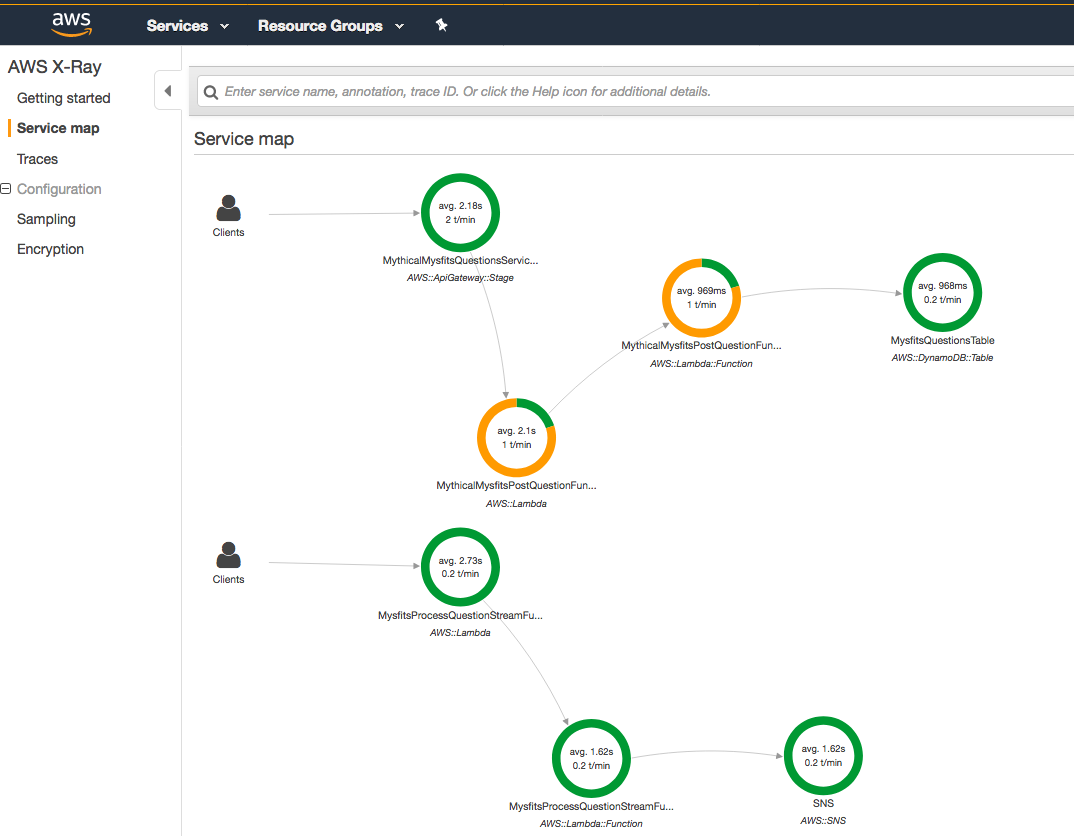 aws
Services
Resource Groups
AWS X-Ray
Getting started
Service map
Traces
Configuration
Sampling
Encryption
Enter service name, annotation, trace ID. Or click the Help icon for additional details.
Service map
Clients
avg. 2.18s
2 t/min
MythicalMysfitsQuestionsServic...
AWS::ApiGateway::Stage
avg. 969ms
1 t/min
MythicalMysfitsPostQuestionFun...
AWS::Lambda::Function
avg. 968ms
0.2 t/min
MysfitsQuestionsTable
AWS::DynamoDB::Table
avg. 2.1s
1 t/min
MythicalMysfitsPostQuestionFun...
AWS::Lambda
Clients
avg. 2.73s
0.2 t/min
MysfitsProcessQuestionStreamFu...
AWS::Lambda
avg. 1.62s
0.2 t/min
MysfitsProcessQuestionStreamFu...
AWS::Lambda::Function
avg. 1.62s
0.2 t/min
SNS
AWS::SNS